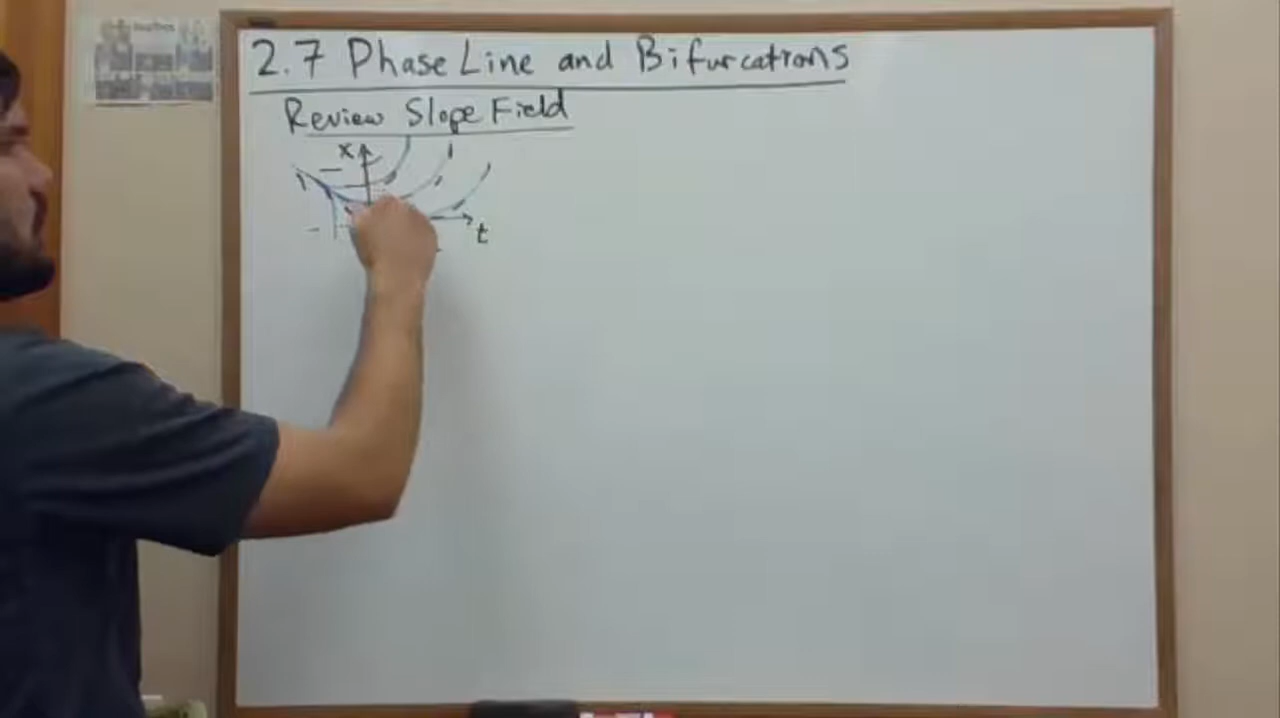 2.7 Phase Line and Bifurcations
Review Slope Field
x
t